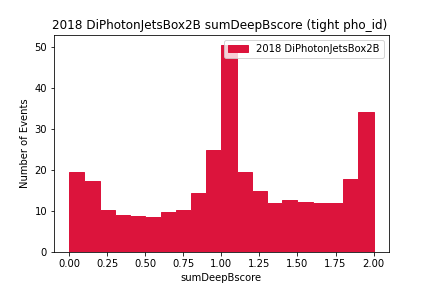 2018 DiPhotonJetsBox2B sumDeepBscore (tight pho_id)
2018 DiPhotonJetsBox2B
Number of Events
50
40
30
20
10
0
0.00 0.25 0.50 0.75 1.00 1.25 1.50 1.75 2.00
sumDeepBscore